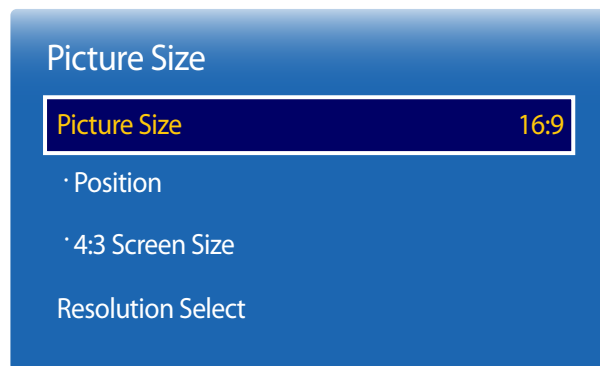 Picture Size
Picture Size 16:9
· Position
· 4:3 Screen Size
Resolution Select